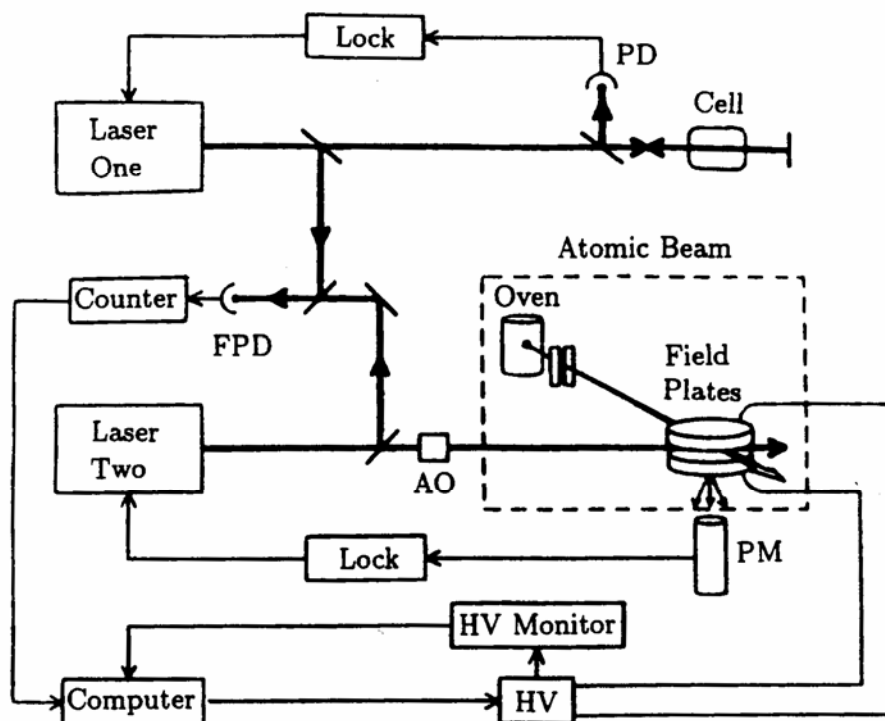 Lock
PD
Laser
One
Cell
Atomic Beam
Counter
FPD
Oven
Field
Plates
Laser
Two
AO
Lock
PM
HV Monitor
Computer
HV